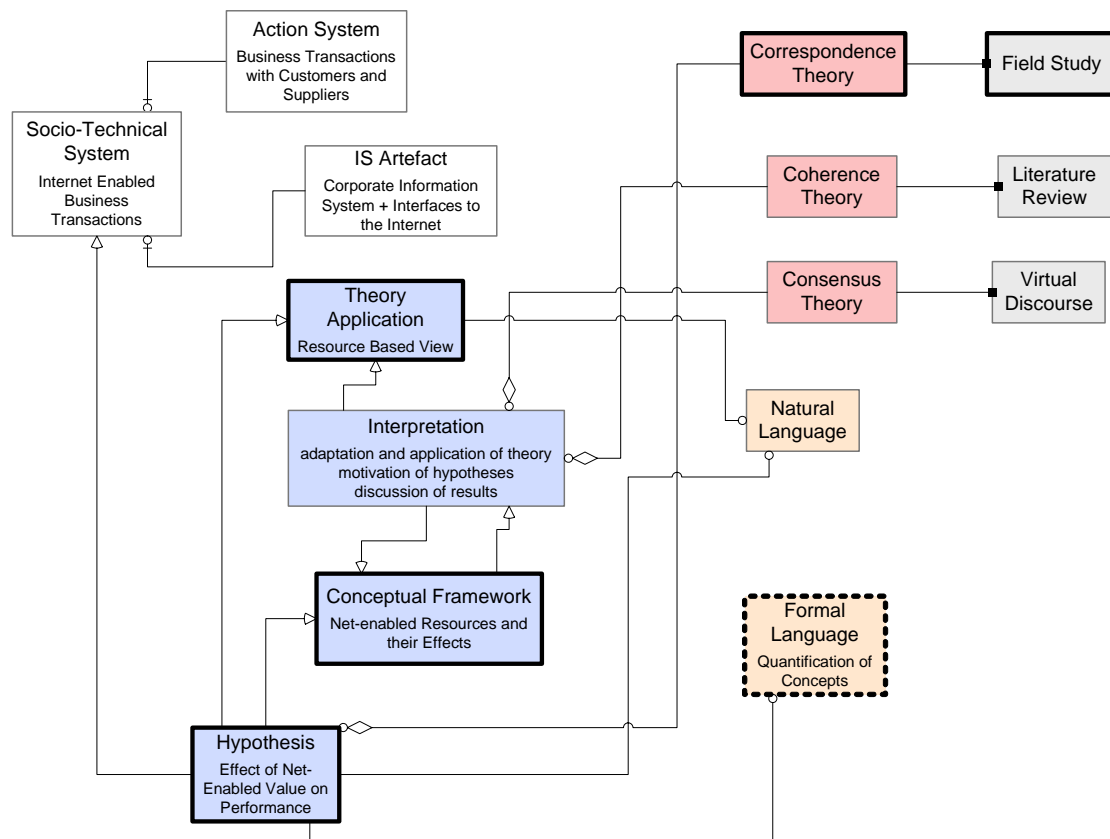 Action System
Business Transactions
with Customers and
Suppliers
Correspondence
Theory
Field Study
Socio-Technical
System
Internet Enabled
Business
Transactions
IS Artefact
Corporate Information
System + Interfaces to
the Internet
Coherence
Theory
Literature
Review
Consensus
Theory
Virtual
Discourse
Theory
Application
Resource Based View
Natural
Language
Interpretation
adaptation and application of theory
motivation of hypotheses
discussion of results
Conceptual Framework
Net-enabled Resources and
their Effects
Formal
Language
Quantification of
Concepts
Hypothesis
Effect of Net-
Enabled Value on
Performance